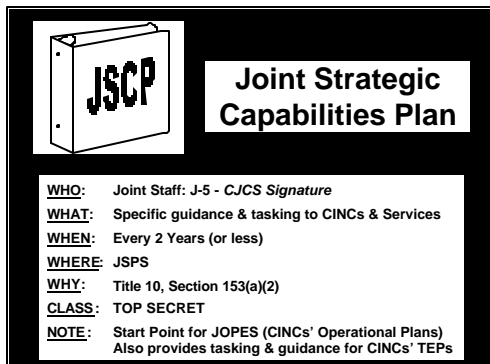 JSCP
Joint Strategic
Capabilities Plan
WHO: Joint Staff: J-5 - CJCS Signature
WHAT: Specific guidance & tasking to CINCs & Services
WHEN: Every 2 Years (or less)
WHERE: JSPS
WHY: Title 10, Section 153(a)(2)
CLASS: TOP SECRET
NOTE: Start Point for JOPES (CINCs' Operational Plans)
Also provides tasking & guidance for CINCs' TEPs